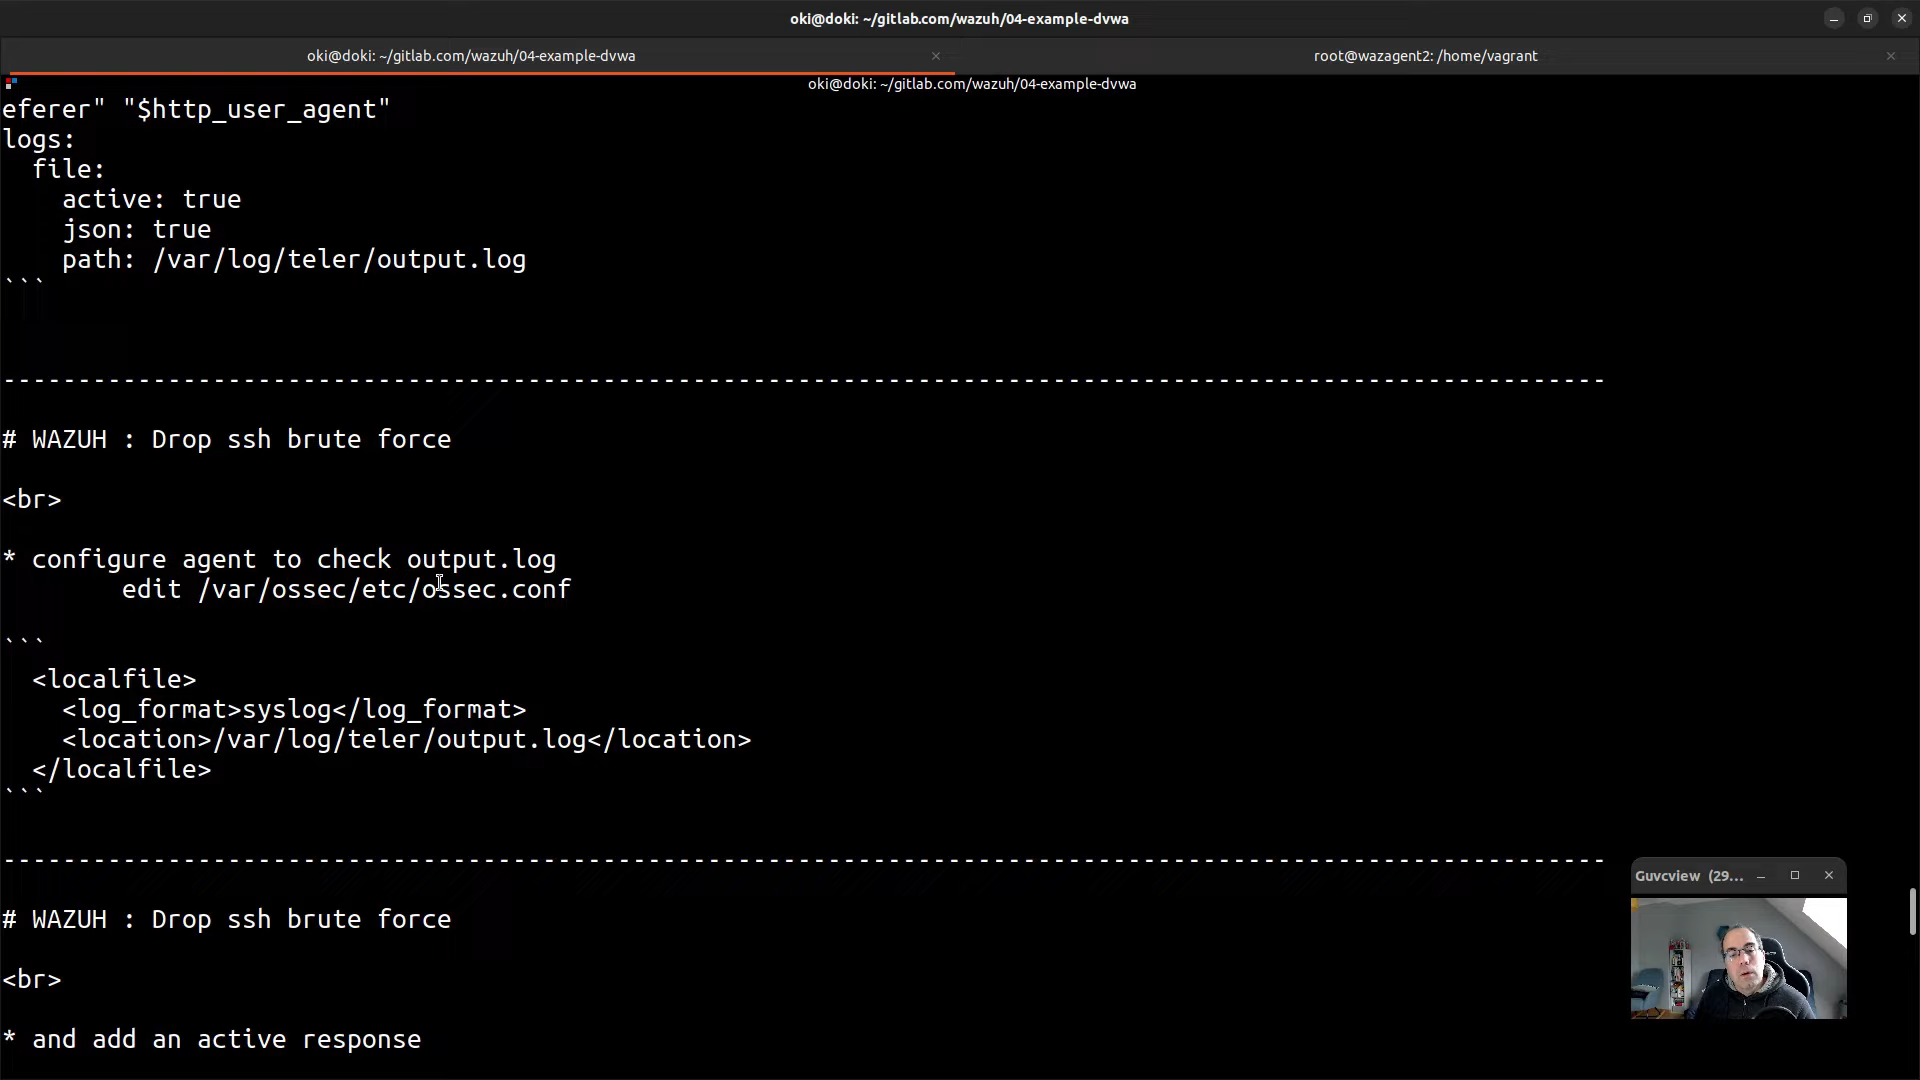 oki@doki: ~/gitlab.com/wazuh/04-example-dvwa
oki@doki: ~/gitlab.com/wazuh/04-example-dvwa
root@wazagent2: /home/vagrant
oki@doki: ~/gitlab.com/wazuh/04-example-dvwa
eferer" "$http_user_agent"
logs:
  file:
    active: true
    json: true
    path: /var/log/teler/output.log
```
-----------------------------------------------------------------------------------------------------------
# WAZUH : Drop ssh brute force
<br>
* configure agent to check output.log
        edit /var/ossec/etc/ossec.conf
```
  <localfile>
    <log_format>syslog</log_format>
    <location>/var/log/teler/output.log</location>
  </localfile>
```
-----------------------------------------------------------------------------------------------------------
# WAZUH : Drop ssh brute force
<br>
* and add an active response
Guvcview (29...